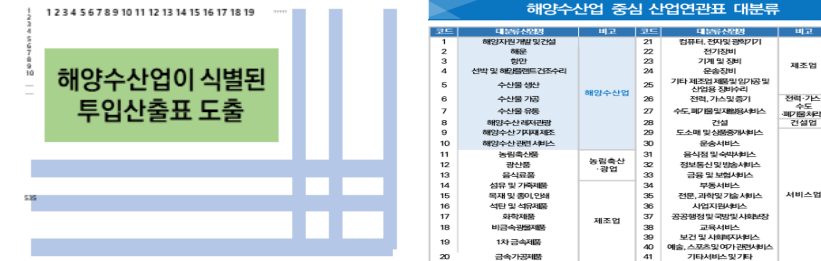 1 2 3 4 5 6 7 8 9 10 11 12 13 14 15 16 17 18 19
1
2
3
4
5
6
7
8
9
10
해양수산업이 식별된
투입산출표 도출
535
해양수산업 중심 산업연관표 대분류
코드 대분류산업명 비고 코드 대분류산업명 비고
1 해양자원 개발 및 건설 21 컴퓨터, 전자 및 광학기기
2 해운 22 전기장비
3 항만 23 기계 및 장비
4 선박 및 해양플랜트건조수리 24 운송장비
제조업
5 수산물 생산 25 기타 제조업 제품 및 임가공 및 산업용 장비수리
해양수산업
6 수산물 가공 26 전력, 가스 및 증기 전력·가스
7 수산물 유통 27 수도, 폐기물 및 재활용서비스 수도·폐기물처리
8 해양수산 레저관광 28 건설 건설업
9 해양수산 기자재 제조 29 도소매 및 상품중개서비스
10 해양수산 관련 서비스 30 운송서비스
11 농림축산품 31 음식점 및 숙박서비스
12 광산품 농림축산·광업 32 정보통신 및 방송서비스
13 음식료품 33 금융 및 보험서비스
14 섬유 및 가죽제품 34 부동서비스
15 목재 및 종이, 인쇄 35 전문, 과학 및 기술 서비스 서비스업
16 석탄 및 석유제품 36 사업지원서비스
17 화학제품 제조업 37 공공행정 및 국방 및 사회보장
18 비금속광물제품 38 교육서비스
39 보건 및 사회복지서비스
19 1차 금속제품 40 예술, 스포츠 및 여가 관련서비스
20 금속가공제품 41 기타서비스 및 기타